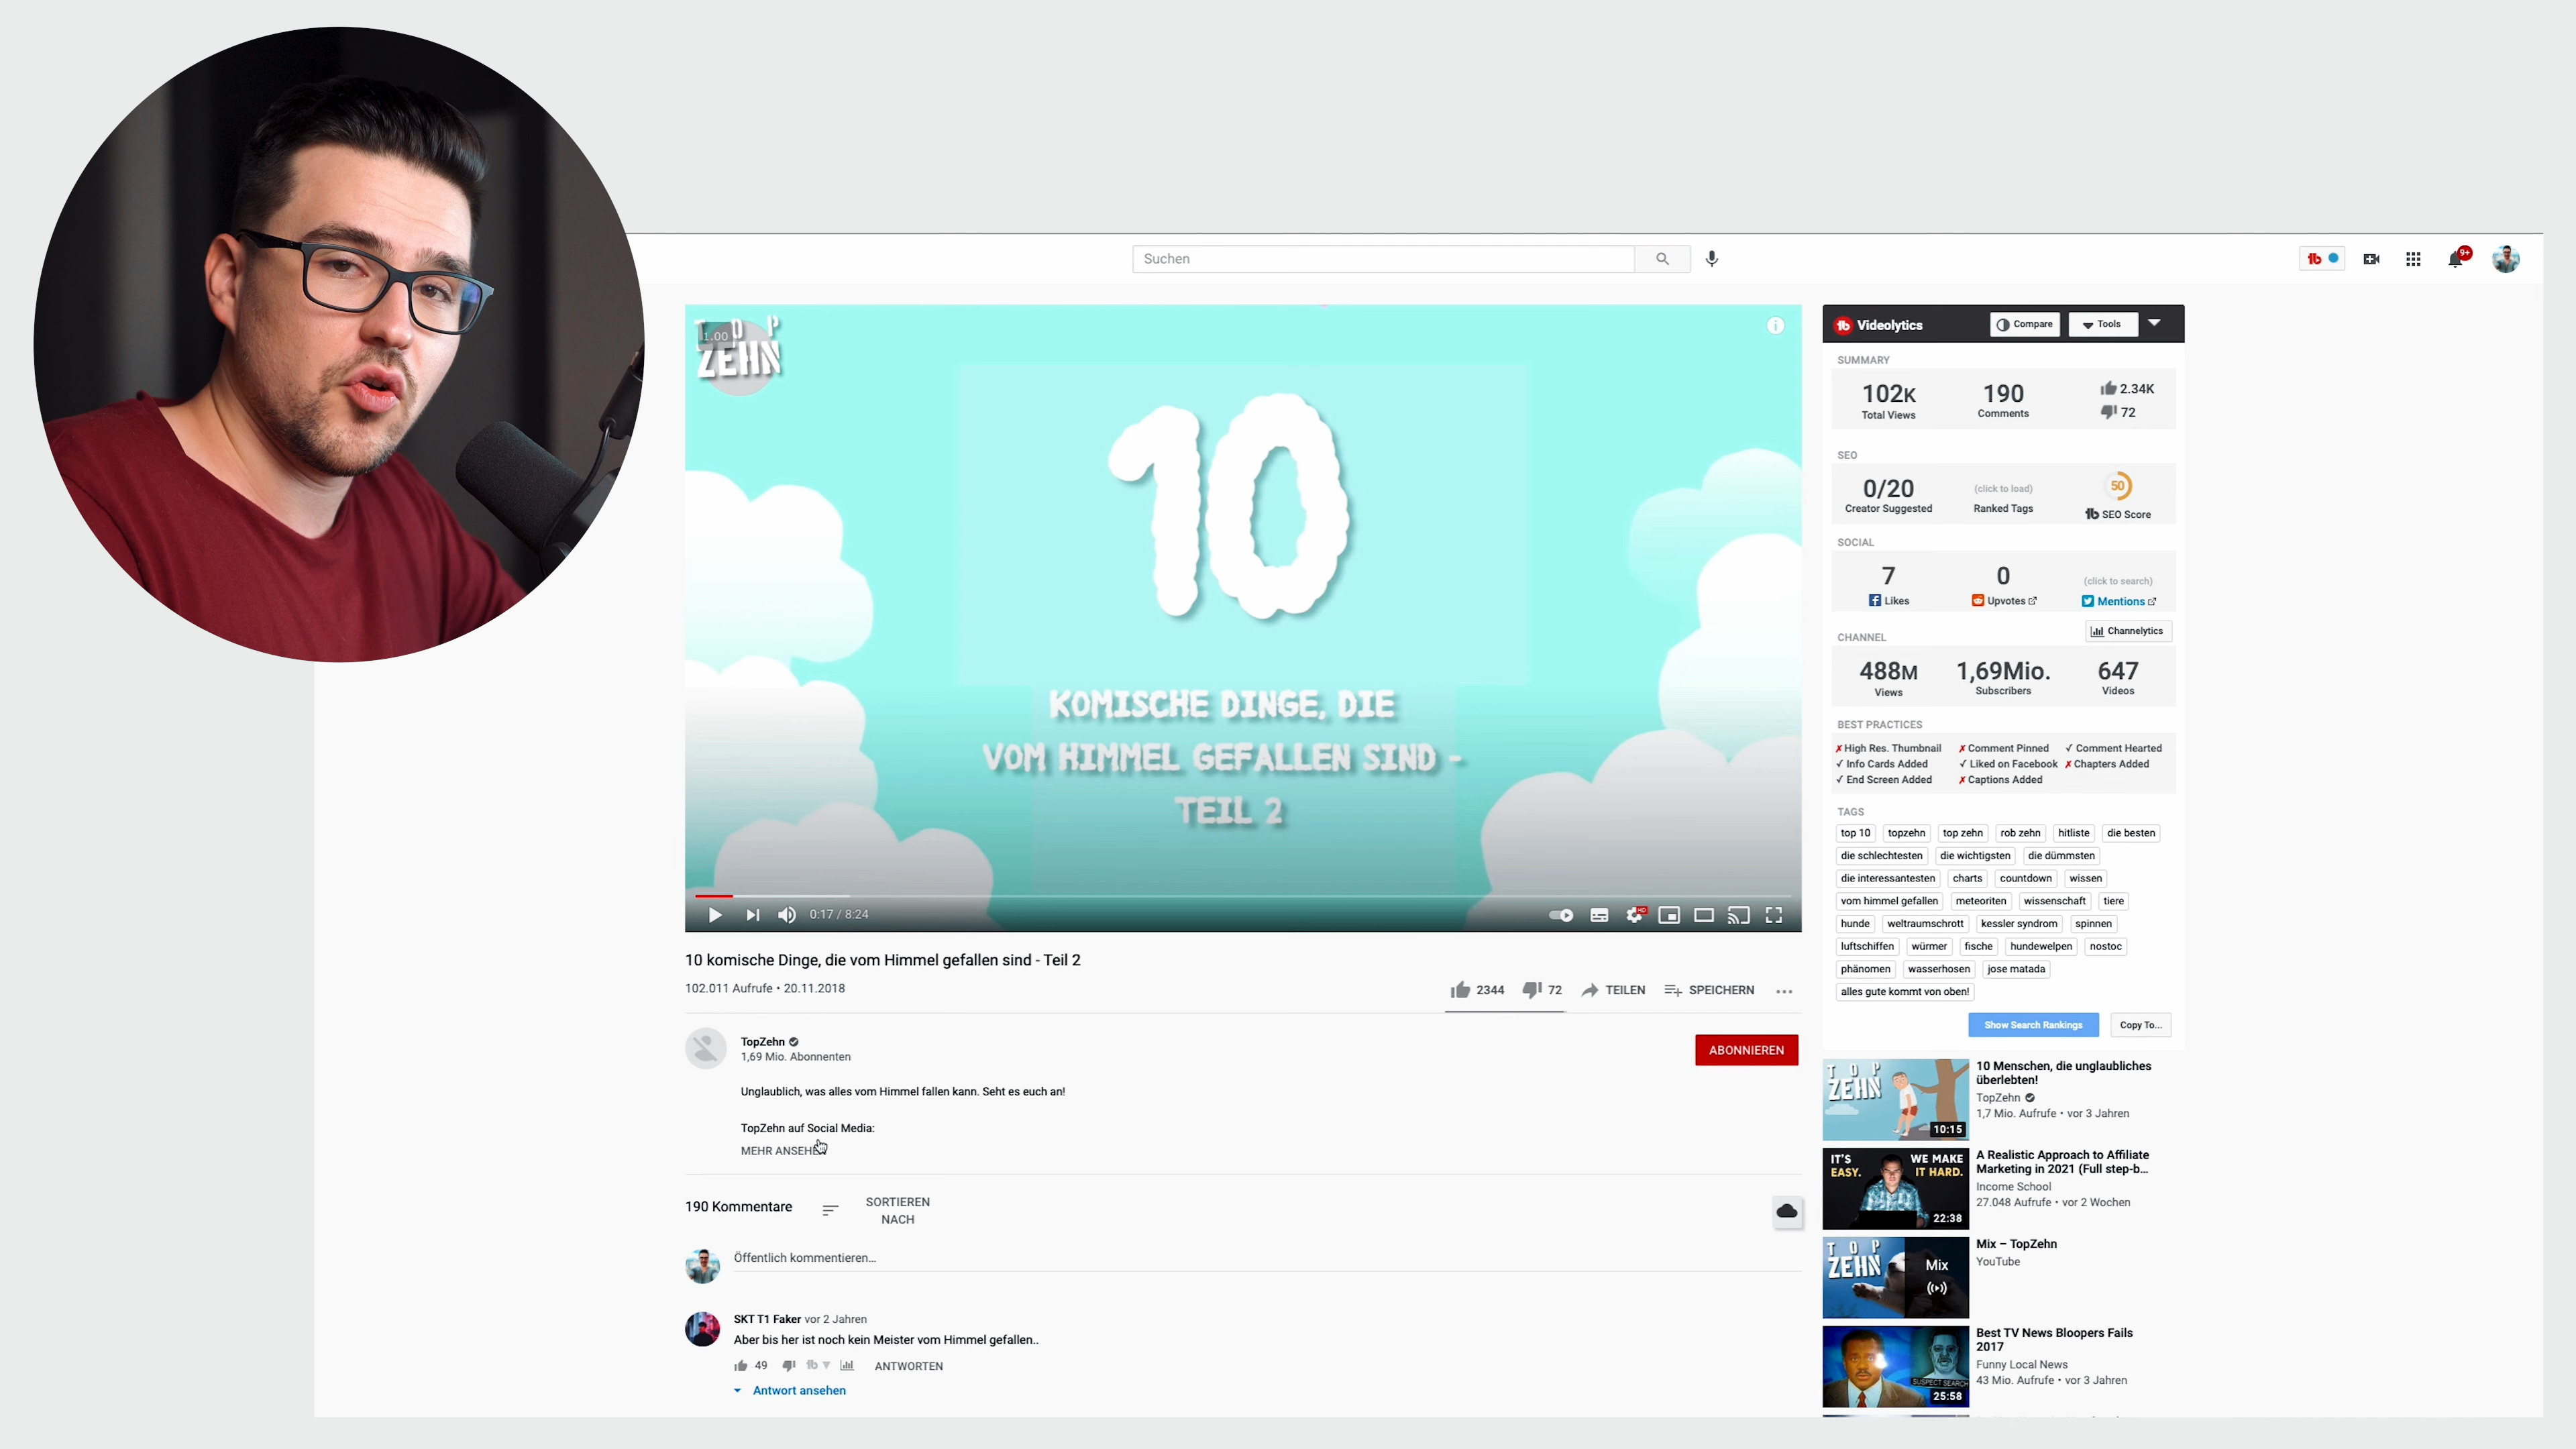 Suchen
9+
TOP
ZEHN
1.00
10
KOMISCHE DINGE, DIE
VOM HIMMEL GEFALLEN SIND -
TEIL 2
0:17 / 8:24
HD
10 komische Dinge, die vom Himmel gefallen sind - Teil 2
102.011 Aufrufe • 20.11.2018
2344
72
TEILEN
SPEICHERN
TopZehn
1,69 Mio. Abonnenten
ABONNIEREN
Unglaublich, was alles vom Himmel fallen kann. Seht es euch an!
TopZehn auf Social Media:
MEHR ANSEHEN
190 Kommentare
SORTIEREN
NACH
Öffentlich kommentieren...
SKT T1 Faker vor 2 Jahren
Aber bis her ist noch kein Meister vom Himmel gefallen..
49
ANTWORTEN
Antwort ansehen
Videolytics
Compare
Tools
SUMMARY
102K 190 2.34K
Total Views Comments 72
SEO
0/20 (click to load) 50
Creator Suggested Ranked Tags SEO Score
SOCIAL
7 0 (click to search)
Likes Upvotes Mentions
CHANNEL Channelytics
488M 1,69Mio. 647
Views Subscribers Videos
BEST PRACTICES
✗ High Res. Thumbnail ✗ Comment Pinned ✓ Comment Hearted
✓ Info Cards Added ✓ Liked on Facebook ✗ Chapters Added
✓ End Screen Added ✗ Captions Added
TAGS
top 10 topzehn top zehn rob zehn hitliste die besten
die schlechtesten die wichtigsten die dümmsten
die interessantesten charts countdown wissen
vom himmel gefallen meteoriten wissenschaft tiere
hunde weltraumschrott kessler syndrom spinnen
luftschiffen würmer fische hundewelpen nostoc
phänomen wasserhosen jose matada
alles gute kommt von oben!
Show Search Rankings Copy To...
TOP
ZEHN
10:15
10 Menschen, die unglaubliches
überlebten!
TopZehn
1,7 Mio. Aufrufe • vor 3 Jahren
IT'S
EASY.
WE MAKE
IT HARD.
22:38
A Realistic Approach to Affiliate
Marketing in 2021 (Full step-b...
Income School
27.048 Aufrufe • vor 2 Wochen
TOP
ZEHN
Mix
Mix – TopZehn
YouTube
SUSPECT SEARCH
25:58
Best TV News Bloopers Fails
2017
Funny Local News
43 Mio. Aufrufe • vor 3 Jahren